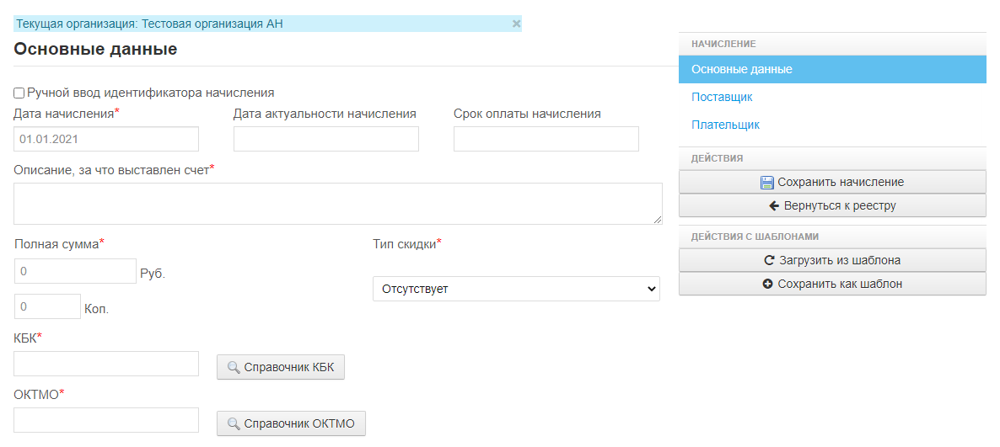 Текущая организация: Тестовая организация АН ×
Основные данные
Ручной ввод идентификатора начисления
Дата начисления* Дата актуальности начисления Срок оплаты начисления
01.01.2021
Описание, за что выставлен счет*
Полная сумма* Тип скидки*
0 Руб.
Отсутствует
0 Коп.
КБК*
Справочник КБК
ОКТМО*
Справочник ОКТМО
НАЧИСЛЕНИЕ
Основные данные
Поставщик
Плательщик
ДЕЙСТВИЯ
Сохранить начисление
Вернуться к реестру
ДЕЙСТВИЯ С ШАБЛОНАМИ
Загрузить из шаблона
Сохранить как шаблон